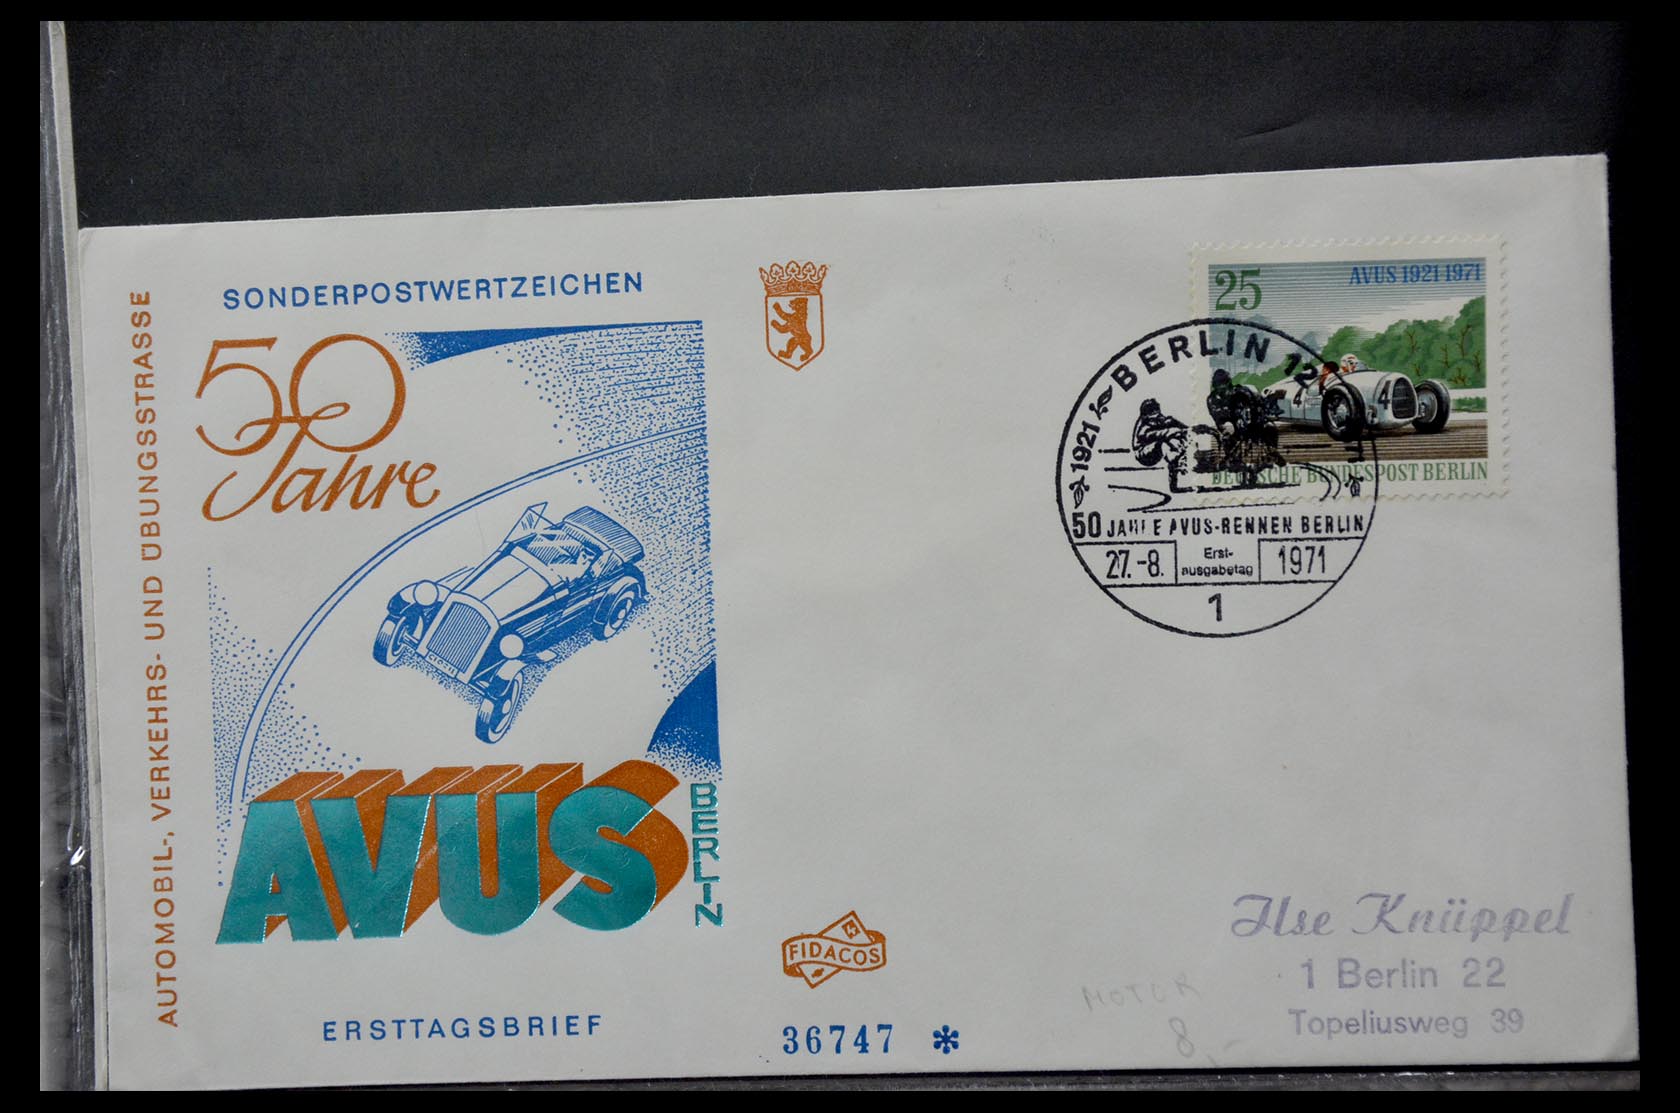 AUTOMOBIL-, VERKEHRS- UND ÜBUNGSSTRASSE
SONDERPOSTWERTZEICHEN
50
Jahre
AVUS
BERLIN
ERSTTAGSBRIEF
FIDACOS
36747 *
25
AVUS 1921 1971
4
4
DEUTSCHE BUNDESPOST BERLIN
BERLIN 12
1921
50 JAHRE AVUS-RENNEN BERLIN
27.-8.
Erst-
ausgabetag
1971
1
Ilse Knüppel
1 Berlin 22
Topeliusweg 39
MOTOR
8,-